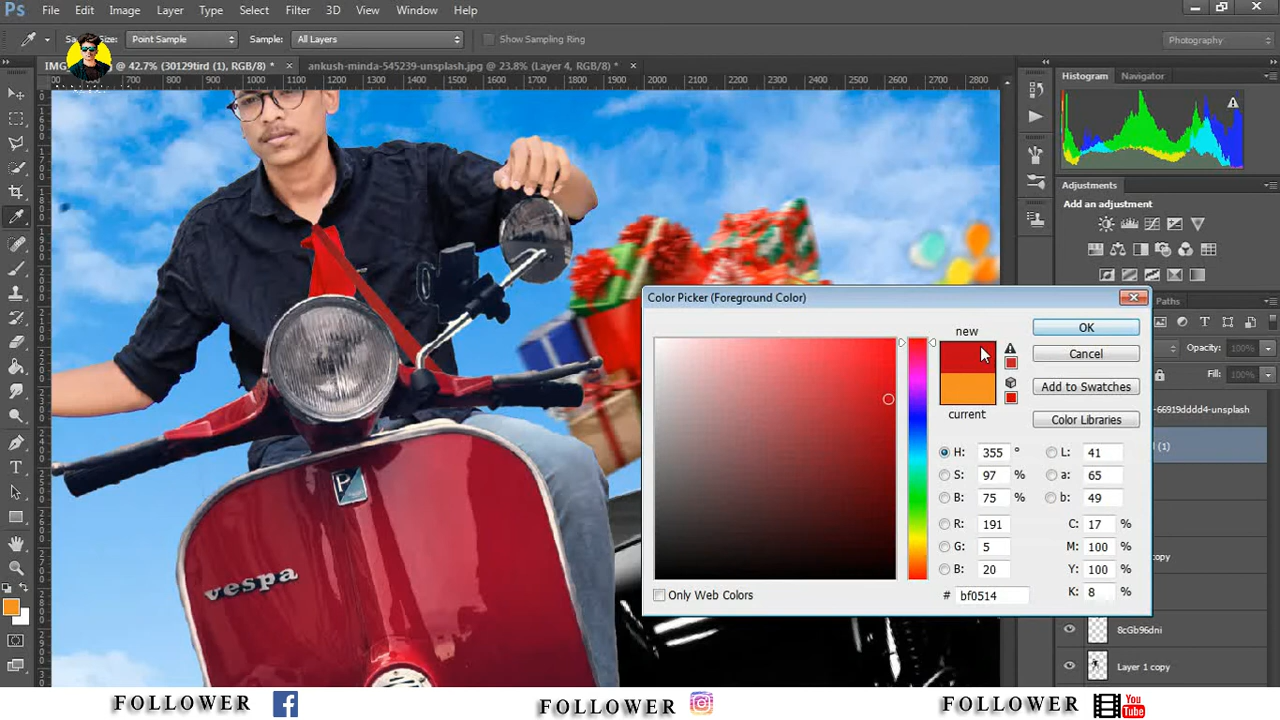 Ps File Edit Image Layer Type Select Filter 3D View Window Help
Size: Point Sample Sample: All Layers Show Sampling Ring Photography
IMG @ 42.7% (30129tird (1), RGB/8) * × ankush-minda-545239-unsplash.jpg @ 23.8% (Layer 4, RGB/8) * ×
Histogram Navigator
Adjustments
Add an adjustment
Paths
Opacity: 100%
Fill: 100%
-66919dddd4-unsplash
(1)
opy
8cGb96dni
Layer 1 copy
Color Picker (Foreground Color)
new
current
OK
Cancel
Add to Swatches
Color Libraries
H: 355 ° L: 41
S: 97 % a: 65
B: 75 % b: 49
R: 191 C: 17 %
G: 5 M: 100 %
B: 20 Y: 100 %
# bf0514 K: 8 %
Only Web Colors
P
vespa
FOLLOWER f FOLLOWER FOLLOWER You Tube